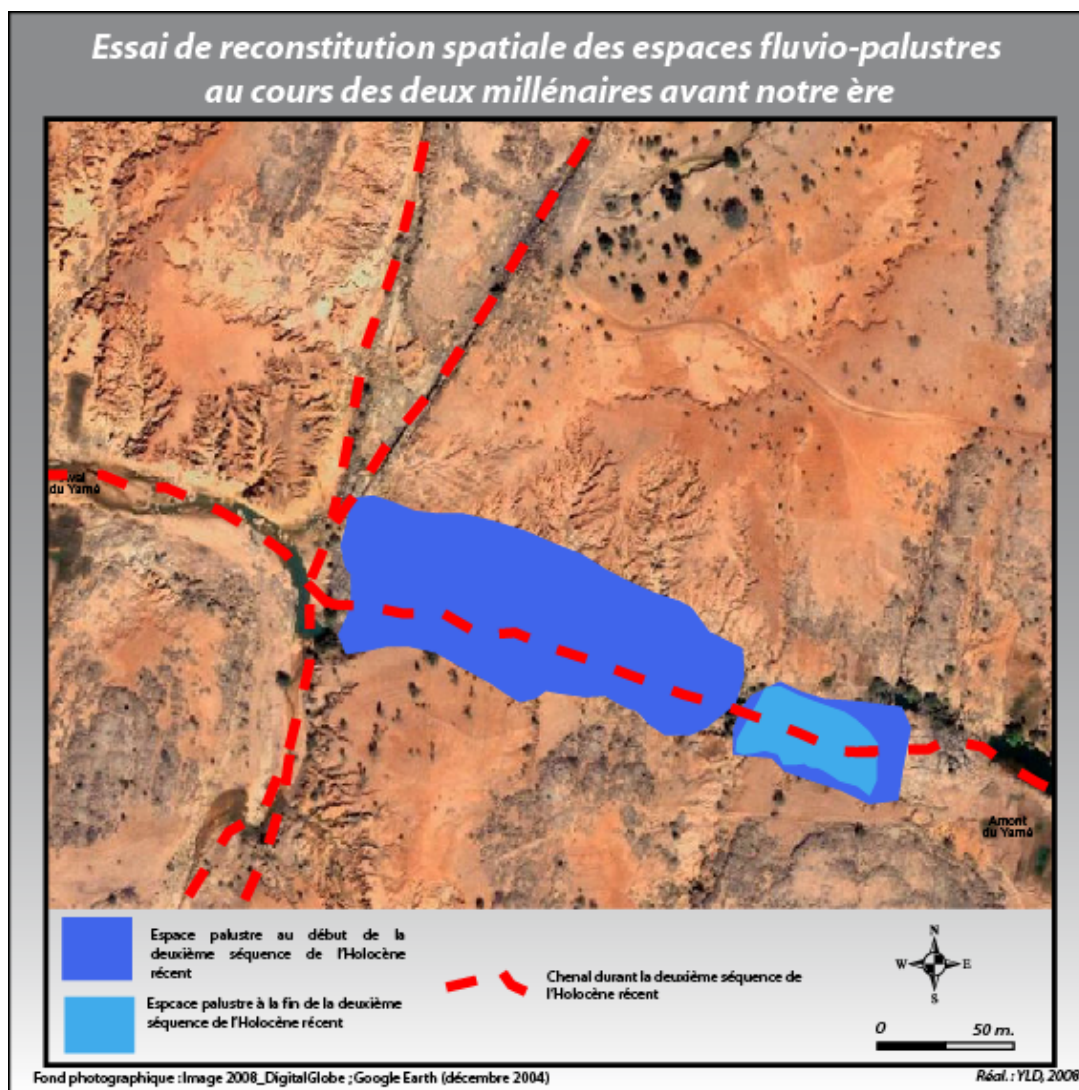 Essai de reconstitution spatiale des espaces fluvio-palustres
au cours des deux millénaires avant notre ère
Aval
du Yamé
Amont
du Yamé
Espace palustre au début de la
deuxième séquence de l'Holocène
récent
Espcace palustre à la fin de la deuxième
séquence de l'Holocène récent
Chenal durant la deuxième séquence de
l'Holocène récent
N
W E
S
0 50 m.
Fond photographique : Image 2008_DigitalGlobe ; Google Earth (décembre 2004)
Réal. : YLD, 2008